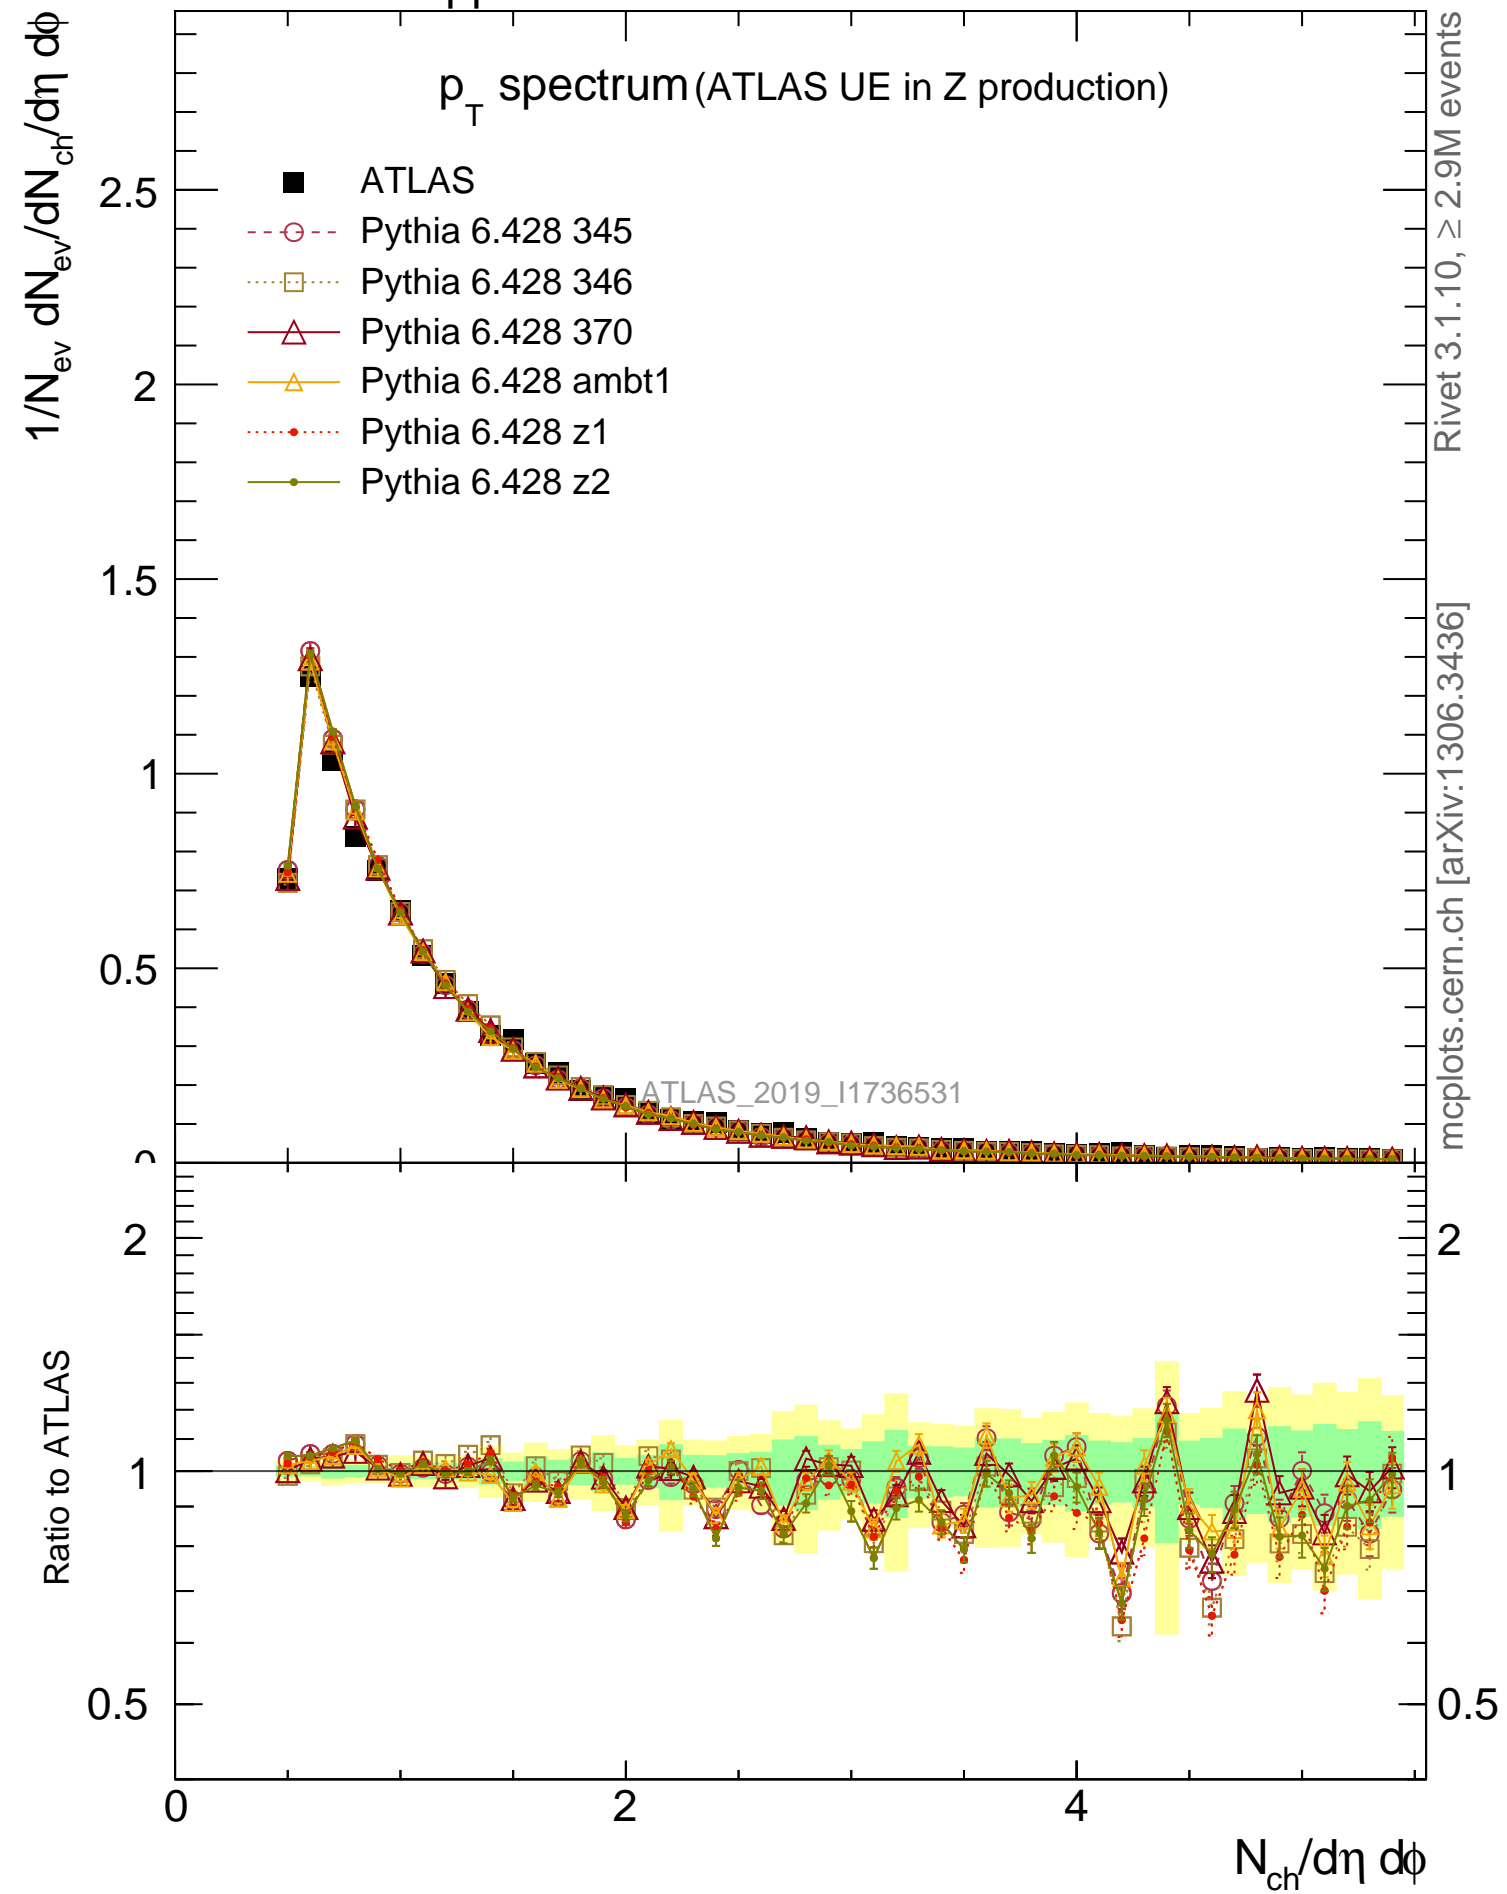 pp
1/N_ev dN_ev/dN_ch/dη dϕ
p_T spectrum (ATLAS UE in Z production)
ATLAS
Pythia 6.428 345
Pythia 6.428 346
Pythia 6.428 370
Pythia 6.428 ambt1
Pythia 6.428 z1
Pythia 6.428 z2
2.5
2
1.5
1
0.5
0
ATLAS_2019_I1736531
Rivet 3.1.10, ≥ 2.9M events
mcplots.cern.ch [arXiv:1306.3436]
Ratio to ATLAS
2
1
0.5
2
1
0.5
0
2
4
N_ch/dη dϕ